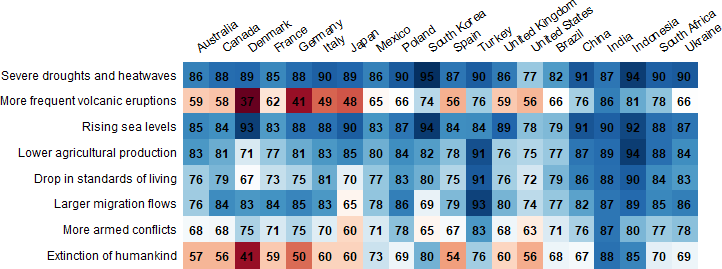 Australia
Canada
Denmark
France
Germany
Italy
Japan
Mexico
Poland
South Korea
Spain
Turkey
United Kingdom
United States
Brazil
China
India
Indonesia
South Africa
Ukraine
Severe droughts and heatwaves 86 88 89 85 88 90 89 86 90 95 87 90 86 77 82 91 87 94 90 90
More frequent volcanic eruptions 59 58 37 62 41 49 48 65 66 74 56 76 59 56 66 76 86 81 78 66
Rising sea levels 85 84 93 83 88 88 90 83 87 94 84 84 89 78 79 91 90 92 88 87
Lower agricultural production 83 81 71 77 81 83 85 80 84 82 78 91 76 75 77 87 89 94 88 84
Drop in standards of living 76 79 67 73 75 81 70 77 83 80 75 91 76 72 79 86 88 90 84 83
Larger migration flows 76 84 83 84 85 83 65 78 86 69 79 93 80 74 77 82 87 89 85 86
More armed conflicts 68 68 75 71 75 70 60 71 78 65 67 83 68 63 71 76 77 80 77 78
Extinction of humankind 57 56 41 59 50 60 60 73 69 80 54 76 60 56 68 67 88 85 70 69